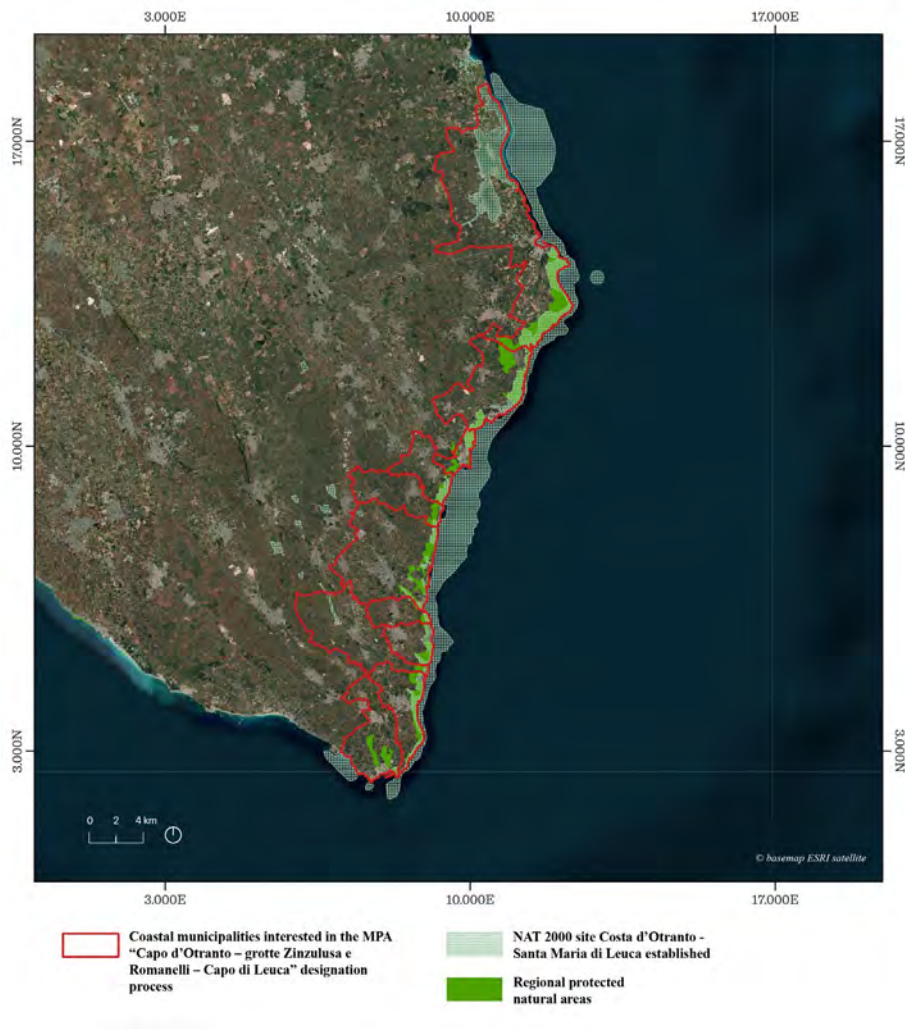 3.000E 10.000E 17.000E
17.000N 17.000N
10.000N 10.000N
3.000N 3.000N
0 2 4 km
© basemap ESRI satellite
3.000E 10.000E 17.000E
Coastal municipalities interested in the MPA
“Capo d'Otranto – grotte Zinzulusa e
Romanelli – Capo di Leuca” designation
process
NAT 2000 site Costa d'Otranto -
Santa Maria di Leuca established
Regional protected
natural areas